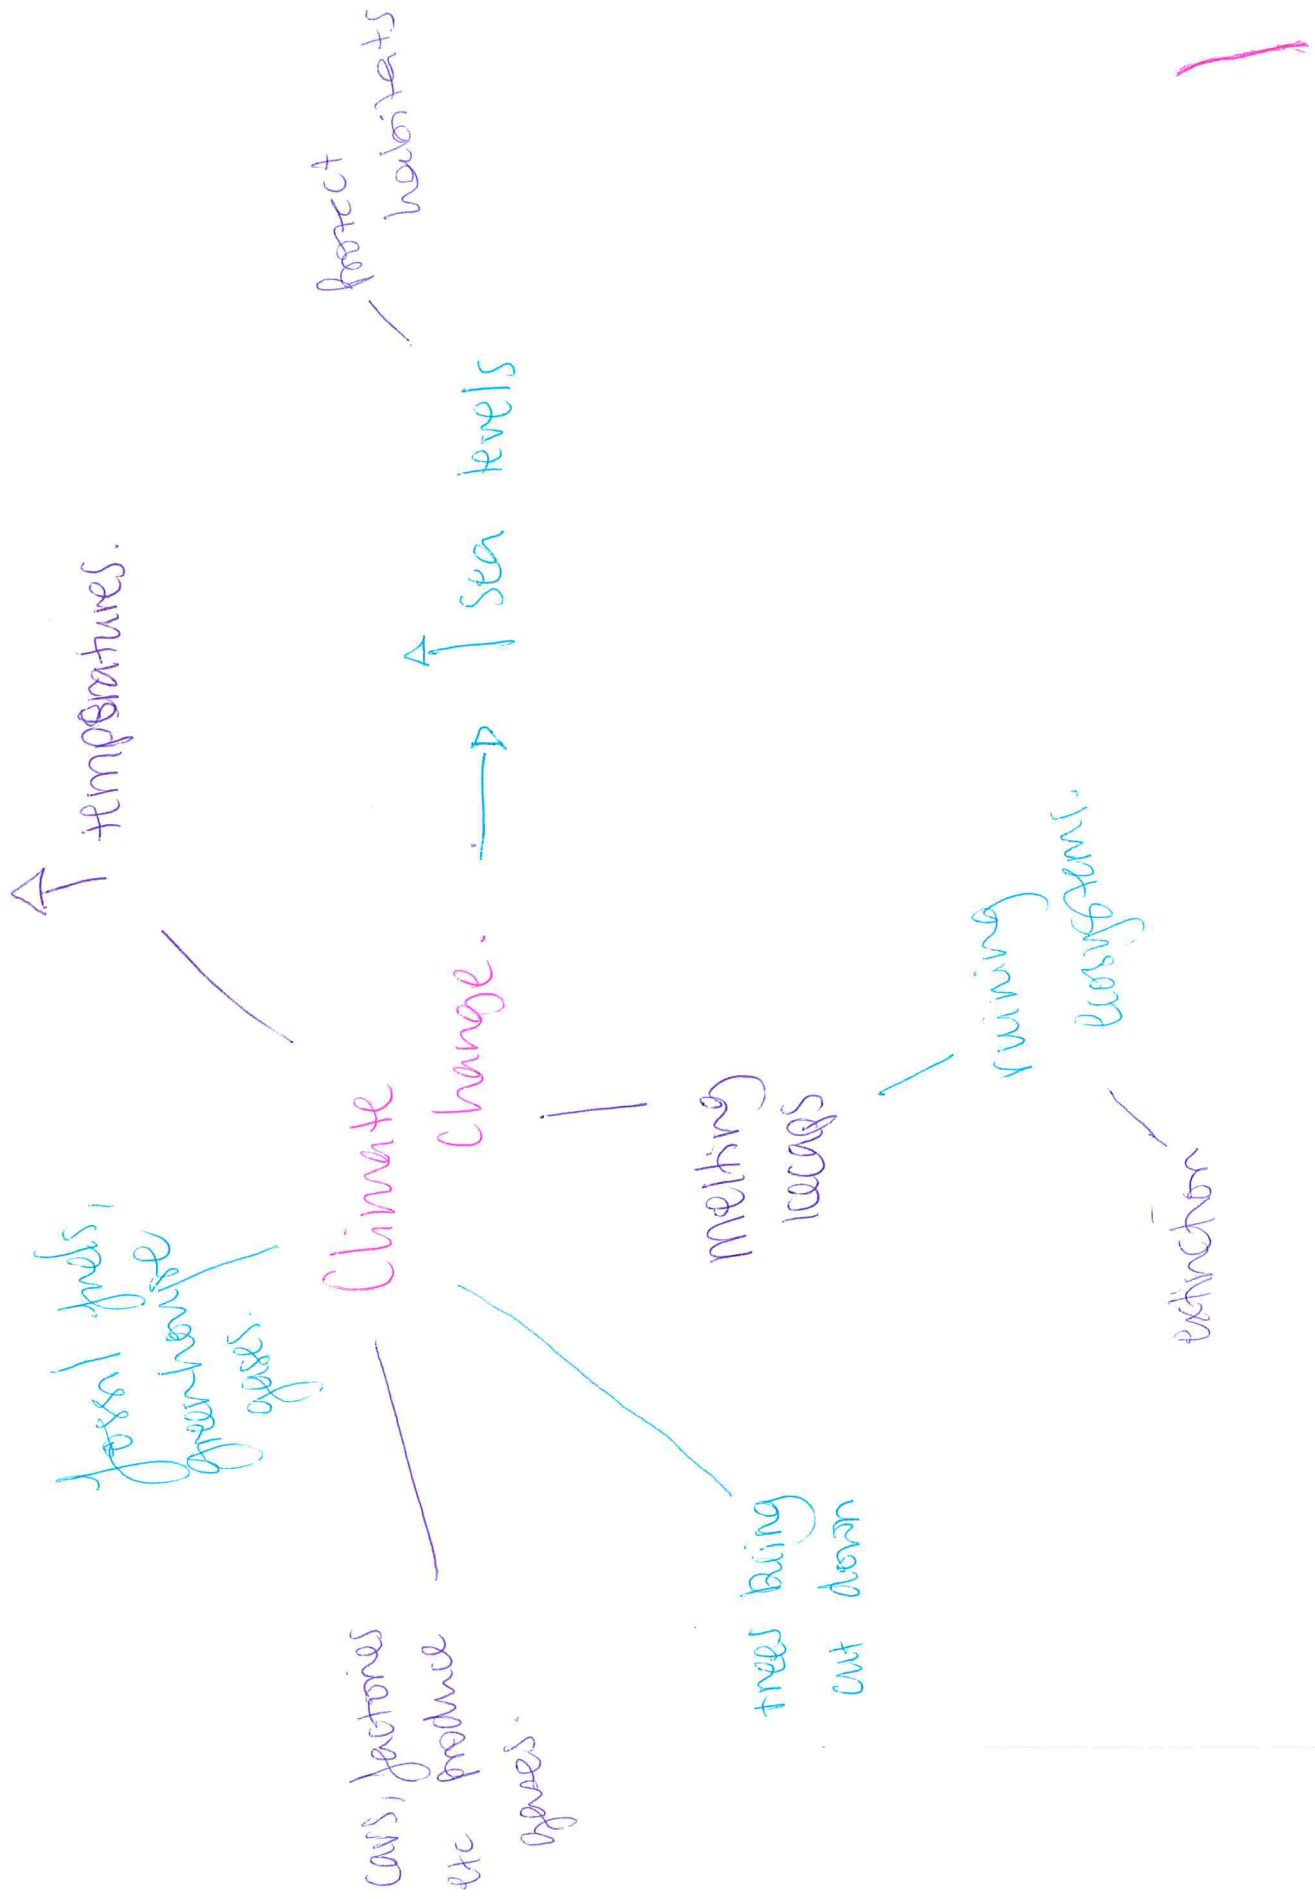 Climate
Change.
fossil fuels,
greenhouse
gases.
↑ temperatures.
↑ sea levels
protect
habitats
melting
icecaps
ruining
ecosystems.
extinction
trees being
cut down
cars, factories
etc produce
gases.